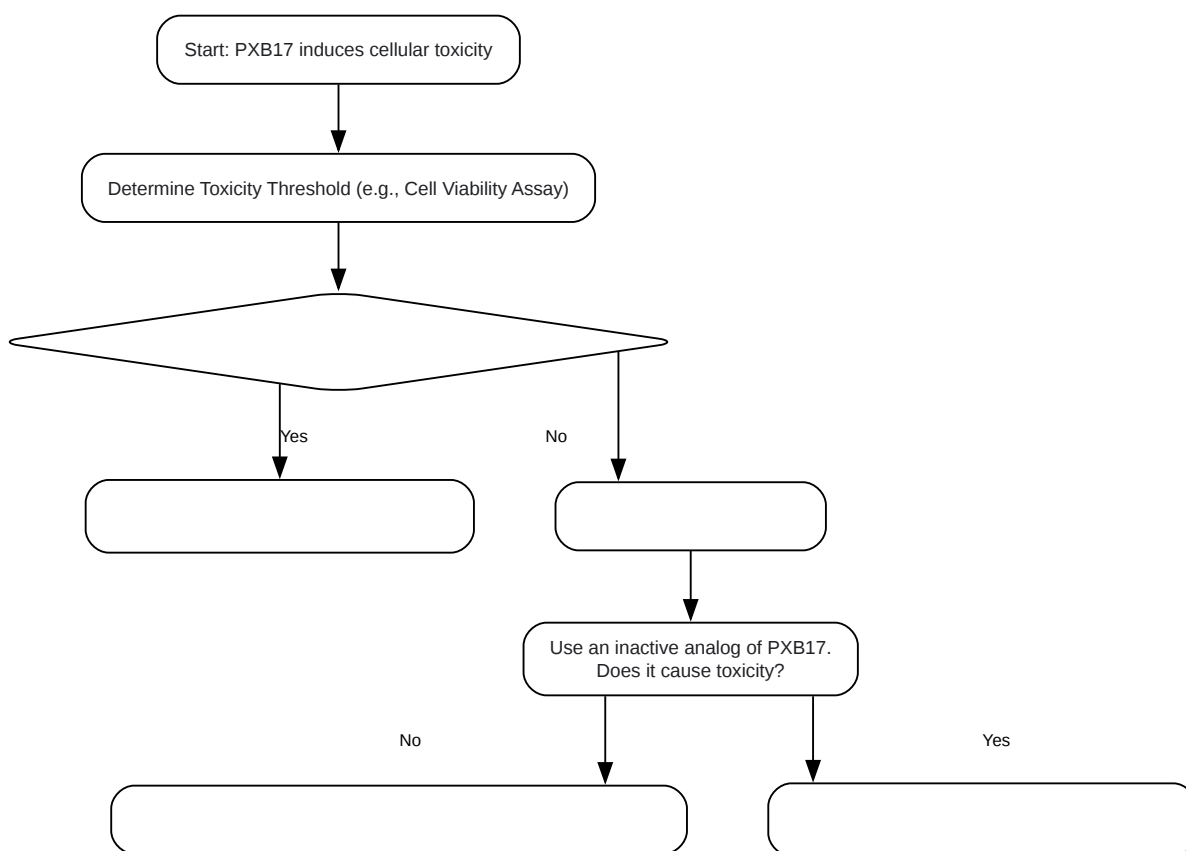 Start: PXB17 induces cellular toxicity
Determine Toxicity Threshold (e.g., Cell Viability Assay)
Yes
No
Use an inactive analog of PXB17.
Does it cause toxicity?
No
Yes